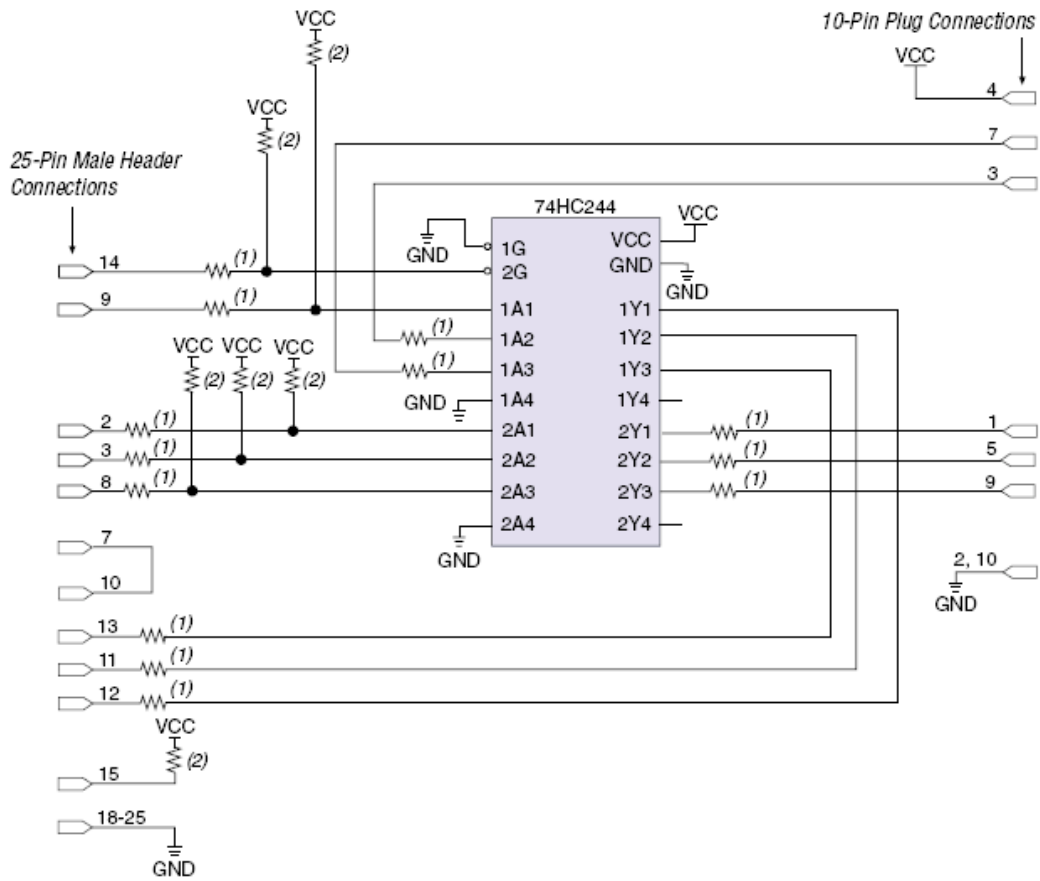 VCC
(2)
10-Pin Plug Connections
VCC
4
VCC
(2)
7
25-Pin Male Header
Connections
3
74HC244
VCC
GND
1G
VCC
14
(1)
2G
GND
GND
9
(1)
1A1
1Y1
(1)
1A2
1Y2
VCC
VCC
VCC
(2)
(2)
(2)
(1)
1A3
1Y3
GND
1A4
1Y4
2
(1)
2A1
2Y1
(1)
1
3
(1)
2A2
2Y2
(1)
5
8
(1)
2A3
2Y3
(1)
9
GND
2A4
2Y4
7
10
2, 10
GND
13
(1)
11
(1)
12
(1)
VCC
(2)
15
18-25
GND